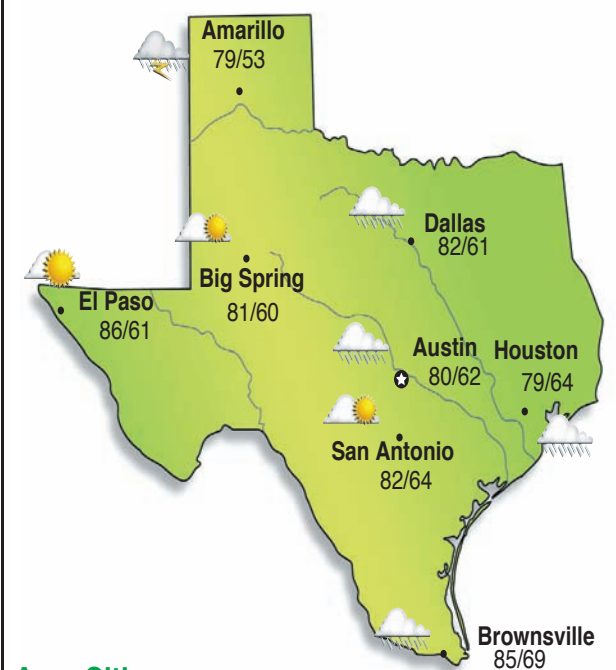 Amarillo
79/53
Dallas
82/61
Big Spring
81/60
El Paso
86/61
Austin
80/62
Houston
79/64
San Antonio
82/64
Brownsville
85/69